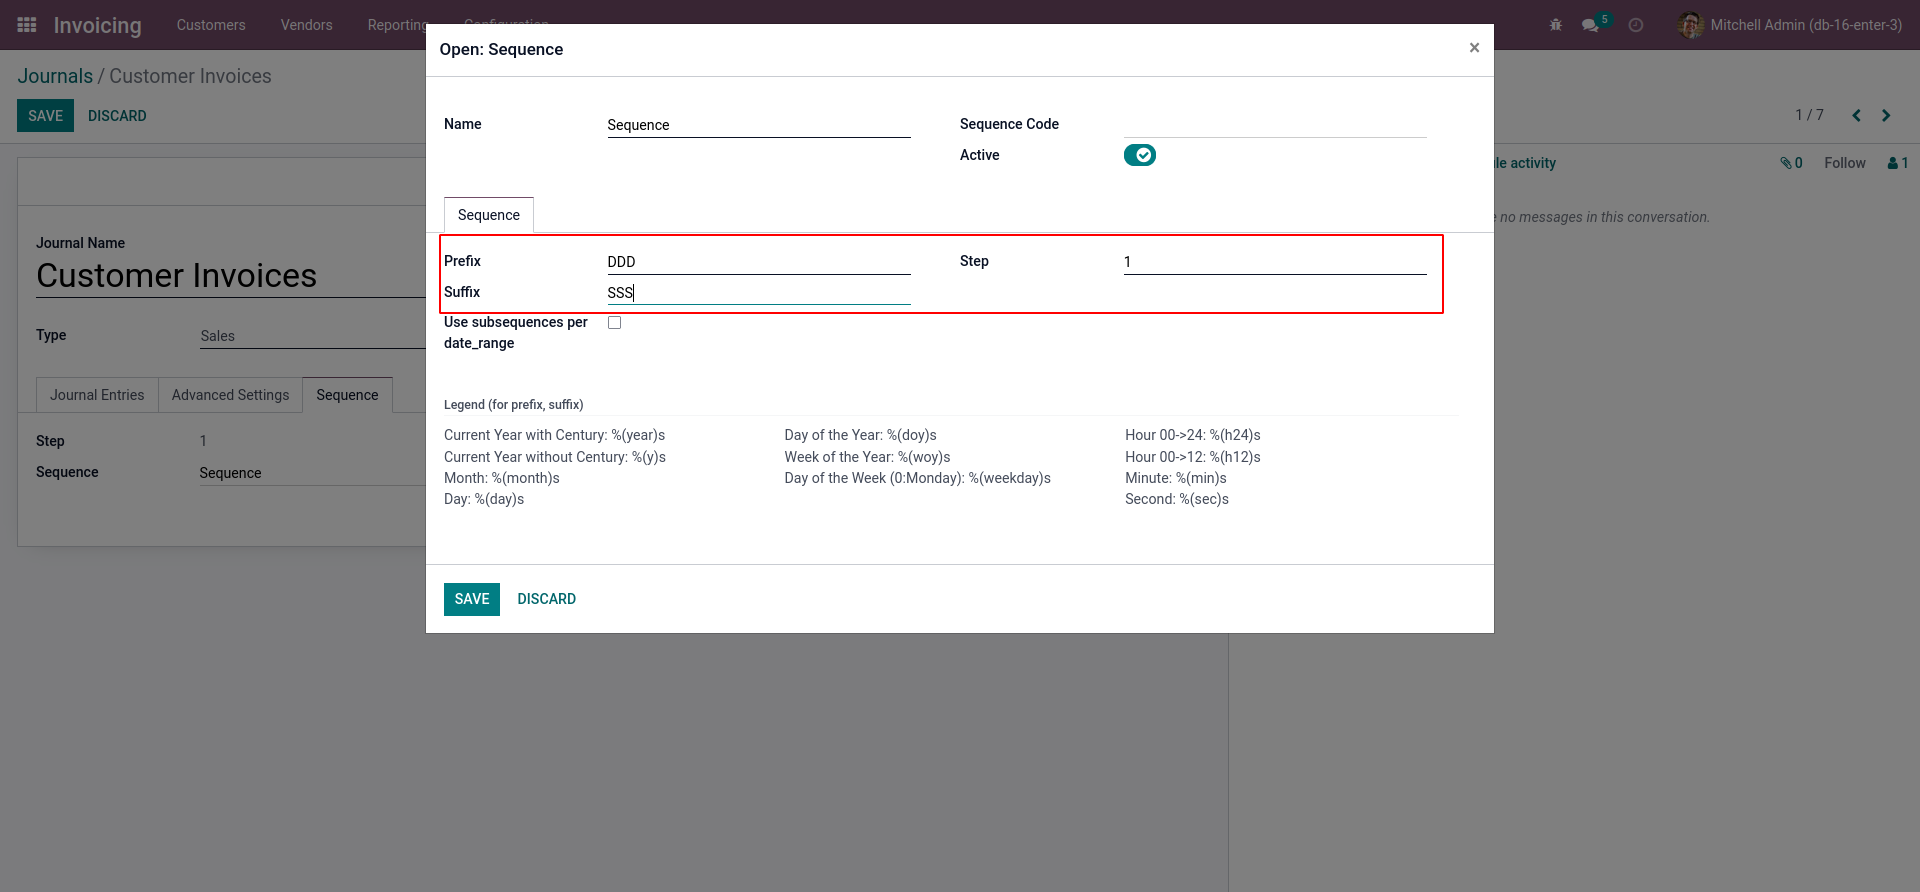 Invoicing Customers Vendors Reporting Configuration 5 Mitchell Admin (db-16-enter-3)
Journals / Customer Invoices
SAVE DISCARD
1 / 7
le activity 0 Follow 1
no messages in this conversation.
Journal Name
Customer Invoices
Type Sales
Journal Entries Advanced Settings Sequence
Step 1
Sequence Sequence
Open: Sequence ×
Name Sequence Sequence Code
Active
Sequence
Prefix DDD Step 1
Suffix SSS
Use subsequences per
date_range
Legend (for prefix, suffix)
Current Year with Century: %(year)s Day of the Year: %(doy)s Hour 00->24: %(h24)s
Current Year without Century: %(y)s Week of the Year: %(woy)s Hour 00->12: %(h12)s
Month: %(month)s Day of the Week (0:Monday): %(weekday)s Minute: %(min)s
Day: %(day)s Second: %(sec)s
SAVE DISCARD